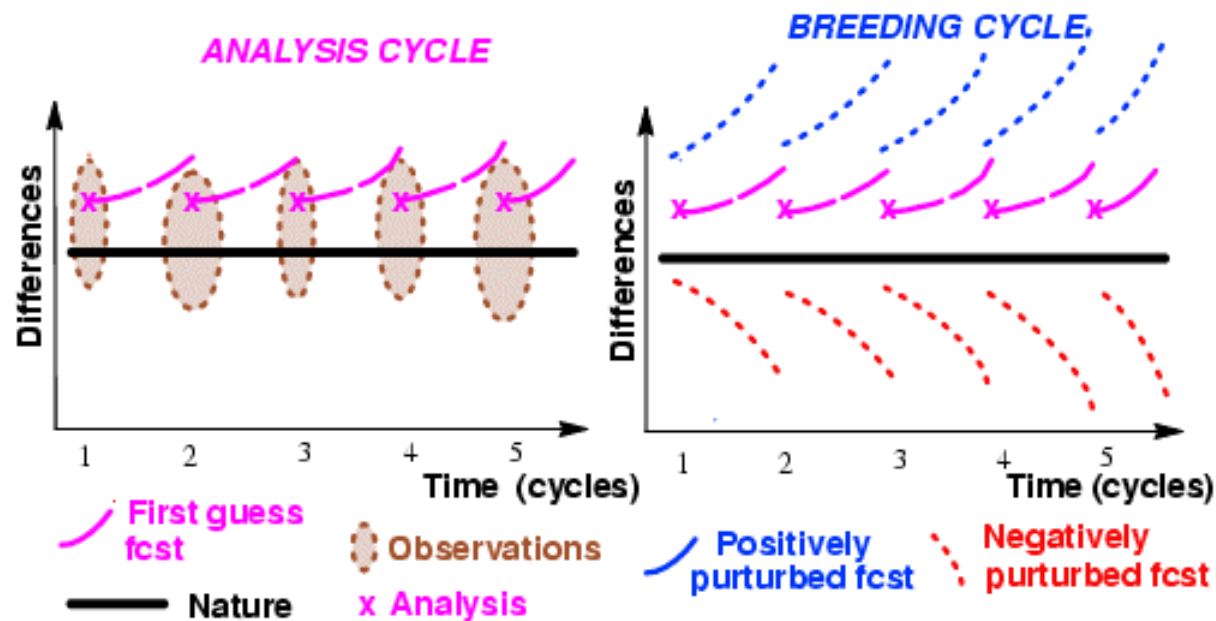 ANALYSIS CYCLE
Differences
1 2 3 4 5
Time (cycles)
First guess
fcst
Observations
Nature
x Analysis
BREEDING CYCLE
Differences
1 2 3 4 5
Time (cycles)
Positively
purturbed fcst
Negatively
purturbed fcst